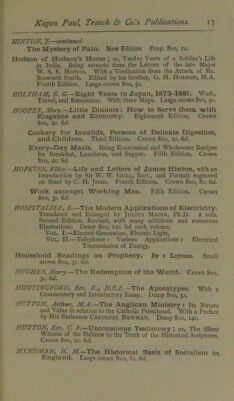 Kegan Paul, Trench & Co.'s Publications. 13
HINTON, J.—continued.
The Mystery of Pain. New Edition. Fcap. 8vo, 1s.
Hodson of Hodson's Horse; or, Twelve Years of a Soldier's Life
in India. Being extracts from the Letters of the late Major
W. S. R. Hodson. With a Vindication from the Attack of Mr.
Bosworth Smith. Edited by his brother, G. H. HODSON, M.A.
Fourth Edition. Large crown 8vo, 5s.
HOLTHAM, E. G.—Eight Years in Japan, 1873-1881. Work,
Travel, and Recreation. With three Maps. Large crown 8vo, 9s.
HOOPER, Mary.—Little Dinners: How to Serve them with
Elegance and Economy. Eighteenth Edition. Crown
8vo, 2s. 6d.
Cookery for Invalids, Persons of Delicate Digestion,
and Children. Third Edition. Crown 8vo, 2s. 6d.
Every-Day Meals. Being Economical and Wholesome Recipes
for Breakfast, Luncheon, and Supper. Fifth Edition. Crown
8vo, 2s. 6d.
HOPKINS, Ellice.—Life and Letters of James Hinton, with an
Introduction by Sir W. W. GULL, Bart., and Portrait engraved
on Steel by C. H. Jeens. Fourth Edition. Crown 8vo, 8s. 6d.
Work amongst Working Men. Fifth Edition. Crown
8vo, 3s. 6d.
HOSPITALIER, E.—The Modern Applications of Electricity.
Translated and Enlarged by JULIUS MAIER, Ph.D. 2 vols.
Second Edition, Revised, with many additions and numerous
Illustrations. Demy 8vo, 12s. 6d. each volume.
VOL. I.—Electric Generators, Electric Light.
VOL. II.—Telephone: Various Applications: Electrical
Transmission of Energy.
Household Readings on Prophecy. By a Layman. Small
crown 8vo, 3s. 6d.
HUGHES, Henry.—The Redemption of the World. Crown 8vo,
3s. 6d.
HUNTINGFORD, Rev. E., D.C.L.—The Apocalypse. With a
Commentary and Introductory Essay. Demy 8vo, 5s.
HUTTON, Arthur, M.A.—The Anglican Ministry: Its Nature
and Value in relation to the Catholic Priesthood. With a Preface
by His Eminence CARDINAL NEWMAN. Demy 8vo, 14s.
HUTTON, Rev. C. F.—Unconscious Testimony; or, The Silent
Witness of the Hebrew to the Truth of the Historical Scriptures.
Crown 8vo, 2s. 6d.
HYNDMAN, H. M.—The Historical Basis of Socialism in
England. Large crown 8vo, 8s. 6d.